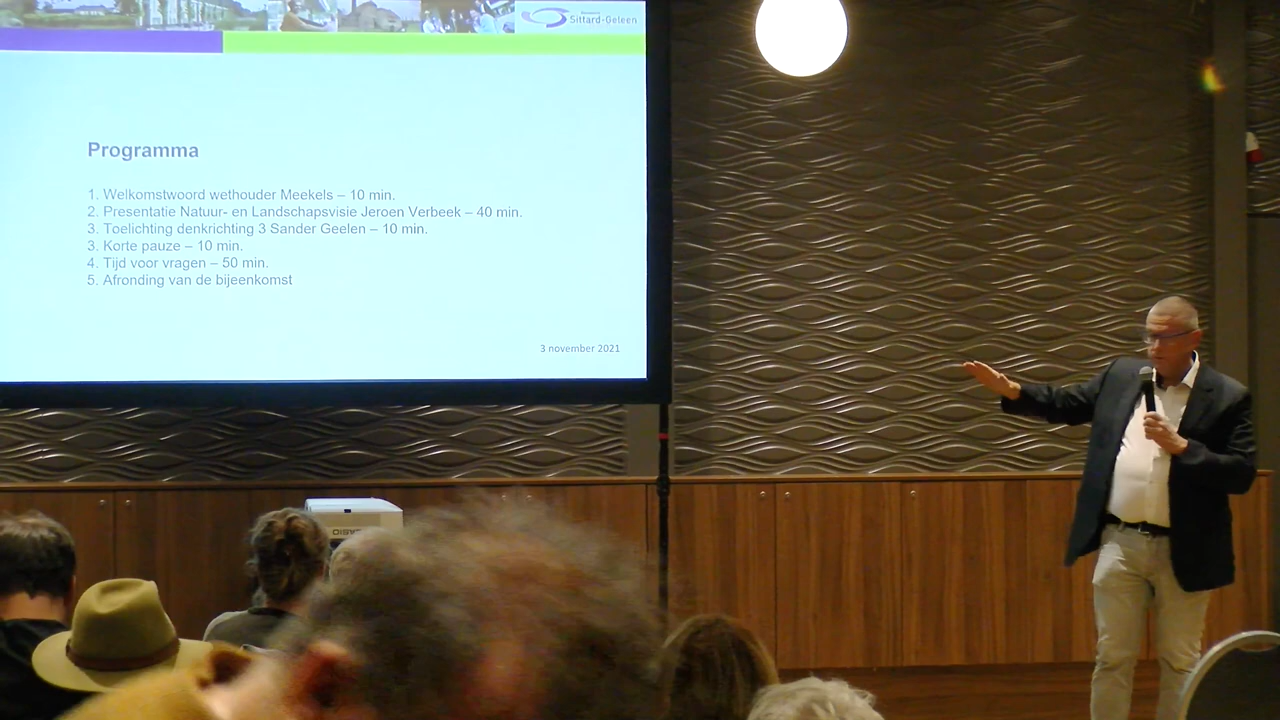 Sittard-Geleen
Programma
1. Welkomstwoord wethouder Meekels – 10 min.
2. Presentatie Natuur- en Landschapsvisie Jeroen Verbeek – 40 min.
3. Toelichting denkrichting 3 Sander Geelen – 10 min.
3. Korte pauze – 10 min.
4. Tijd voor vragen – 50 min.
5. Afronding van de bijeenkomst
3 november 2021